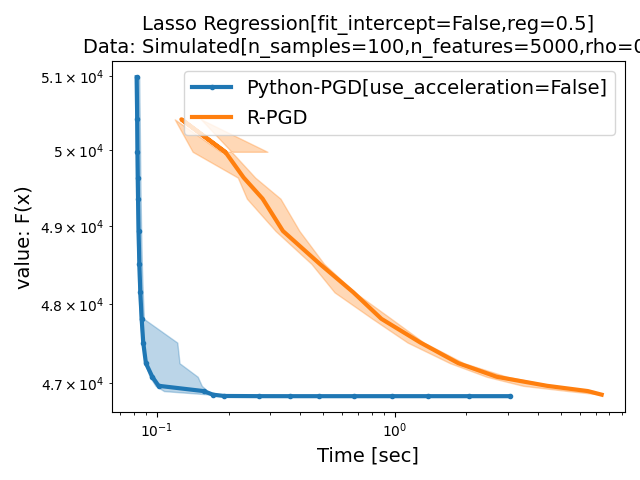 Lasso Regression[fit_intercept=False,reg=0.5]
Data: Simulated[n_samples=100,n_features=5000,rho=0
Python-PGD[use_acceleration=False]
R-PGD
value: F(x)
5.1 × 10⁴
5 × 10⁴
4.9 × 10⁴
4.8 × 10⁴
4.7 × 10⁴
10⁻¹ 10⁰
Time [sec]